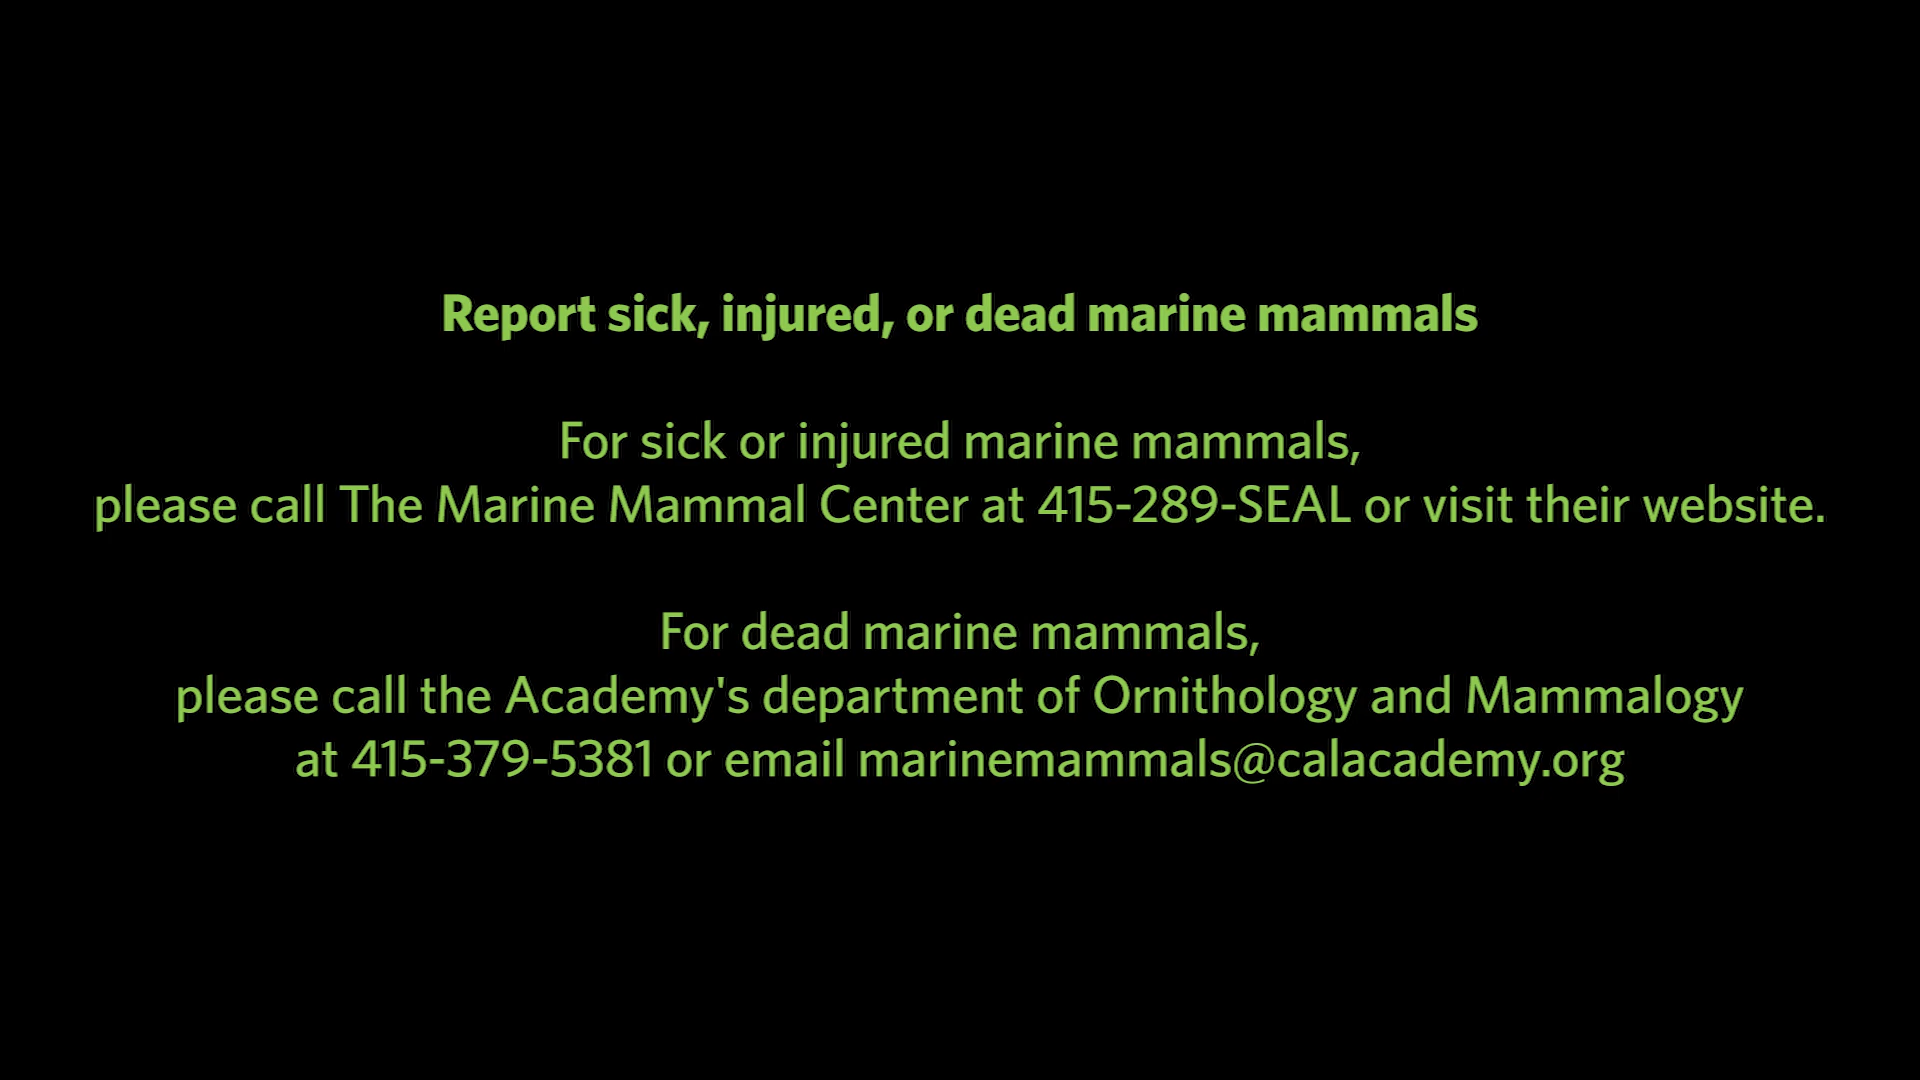 Report sick, injured, or dead marine mammals
For sick or injured marine mammals,
please call The Marine Mammal Center at 415-289-SEAL or visit their website.
For dead marine mammals,
please call the Academy's department of Ornithology and Mammalogy
at 415-379-5381 or email marinemammals@calacademy.org